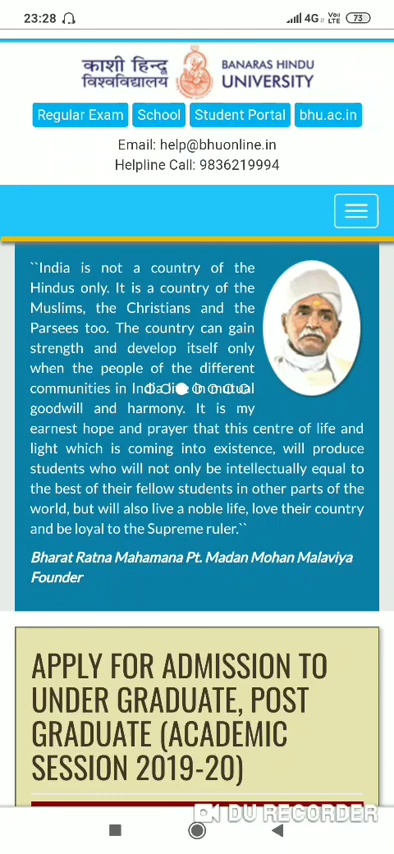 23:28
4G
Vo)
LTE
73
काशी हिन्दू
विश्वविद्यालय
BANARAS HINDU
UNIVERSITY
Regular Exam School Student Portal bhu.ac.in
Email: help@bhuonline.in
Helpline Call: 9836219994
``India is not a country of the
Hindus only. It is a country of the
Muslims, the Christians and the
Parsees too. The country can gain
strength and develop itself only
when the people of the different
communities in India live in mutual
goodwill and harmony. It is my
earnest hope and prayer that this centre of life and
light which is coming into existence, will produce
students who will not only be intellectually equal to
the best of their fellow students in other parts of the
world, but will also live a noble life, love their country
and be loyal to the Supreme ruler.``
Bharat Ratna Mahamana Pt. Madan Mohan Malaviya
Founder
APPLY FOR ADMISSION TO
UNDER GRADUATE, POST
GRADUATE (ACADEMIC
SESSION 2019-20)
DU RECORDER